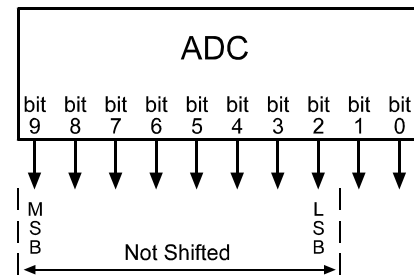 ADC
bit bit bit bit bit bit bit bit bit bit
9 8 7 6 5 4 3 2 1 0
MSB LSB
Not Shifted